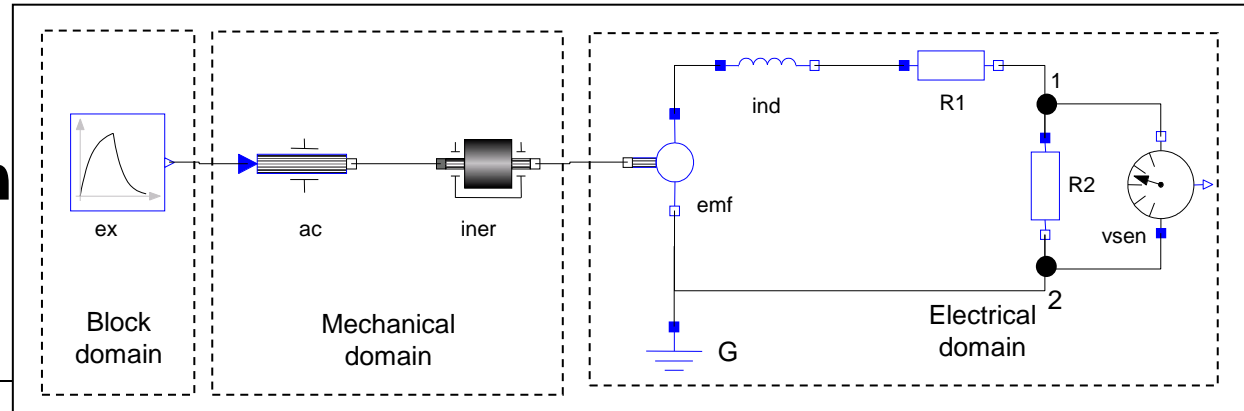 ex
ac
iner
emf
ind
R1
1
R2
vsen
2
G
Block
domain
Mechanical
domain
Electrical
domain